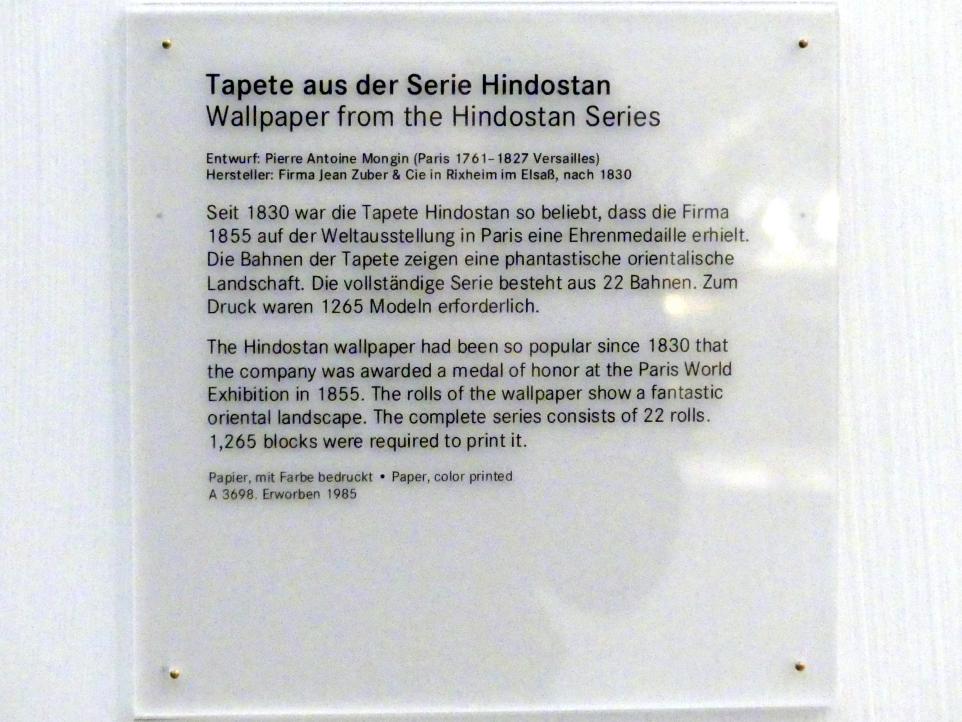 Tapete aus der Serie Hindostan
Wallpaper from the Hindostan Series
Entwurf: Pierre Antoine Mongin (Paris 1761–1827 Versailles)
Hersteller: Firma Jean Zuber & Cie in Rixheim im Elsaß, nach 1830
Seit 1830 war die Tapete Hindostan so beliebt, dass die Firma
1855 auf der Weltausstellung in Paris eine Ehrenmedaille erhielt.
Die Bahnen der Tapete zeigen eine phantastische orientalische
Landschaft. Die vollständige Serie besteht aus 22 Bahnen. Zum
Druck waren 1265 Modeln erforderlich.
The Hindostan wallpaper had been so popular since 1830 that
the company was awarded a medal of honor at the Paris World
Exhibition in 1855. The rolls of the wallpaper show a fantastic
oriental landscape. The complete series consists of 22 rolls.
1,265 blocks were required to print it.
Papier, mit Farbe bedruckt • Paper, color printed
A 3698. Erworben 1985